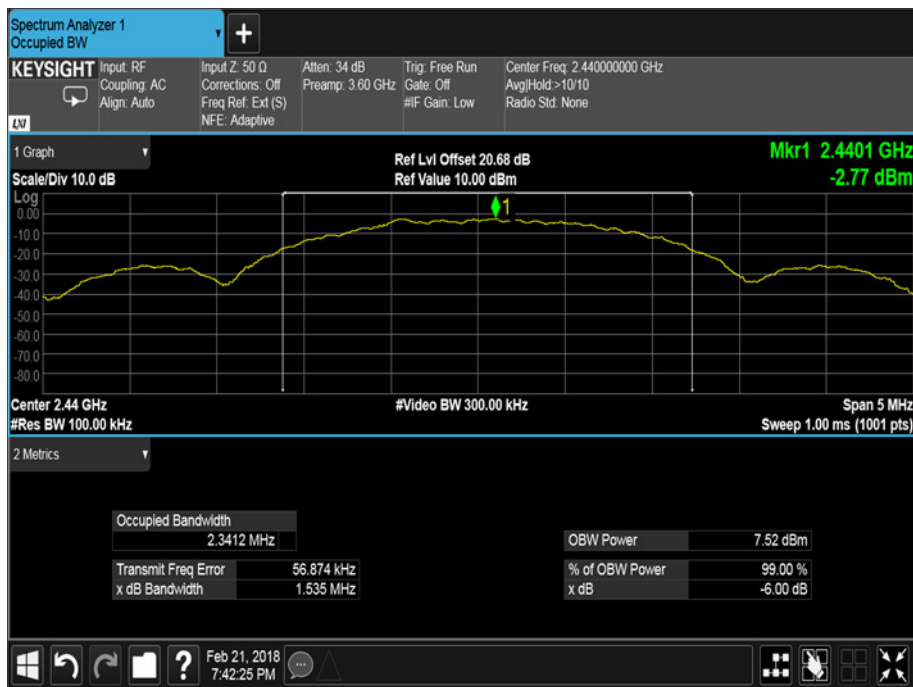 Spectrum Analyzer 1
Occupied BW
+
KEYSIGHT
LXI
Input: RF
Coupling: AC
Align: Auto
Input Z: 50 Ω
Corrections: Off
Freq Ref: Ext (S)
NFE: Adaptive
Atten: 34 dB
Preamp: 3.60 GHz
Trig: Free Run
Gate: Off
#IF Gain: Low
Center Freq: 2.440000000 GHz
Avg|Hold:>10/10
Radio Std: None
1 Graph
Scale/Div 10.0 dB
Ref Lvl Offset 20.68 dB
Ref Value 10.00 dBm
Mkr1 2.4401 GHz
-2.77 dBm
Log
0.00
-10.0
-20.0
-30.0
-40.0
-50.0
-60.0
-70.0
-80.0
1
Center 2.44 GHz
#Res BW 100.00 kHz
#Video BW 300.00 kHz
Span 5 MHz
Sweep 1.00 ms (1001 pts)
2 Metrics
Occupied Bandwidth
2.3412 MHz
Transmit Freq Error 56.874 kHz
x dB Bandwidth 1.535 MHz
OBW Power 7.52 dBm
% of OBW Power 99.00 %
x dB -6.00 dB
?
Feb 21, 2018
7:42:25 PM